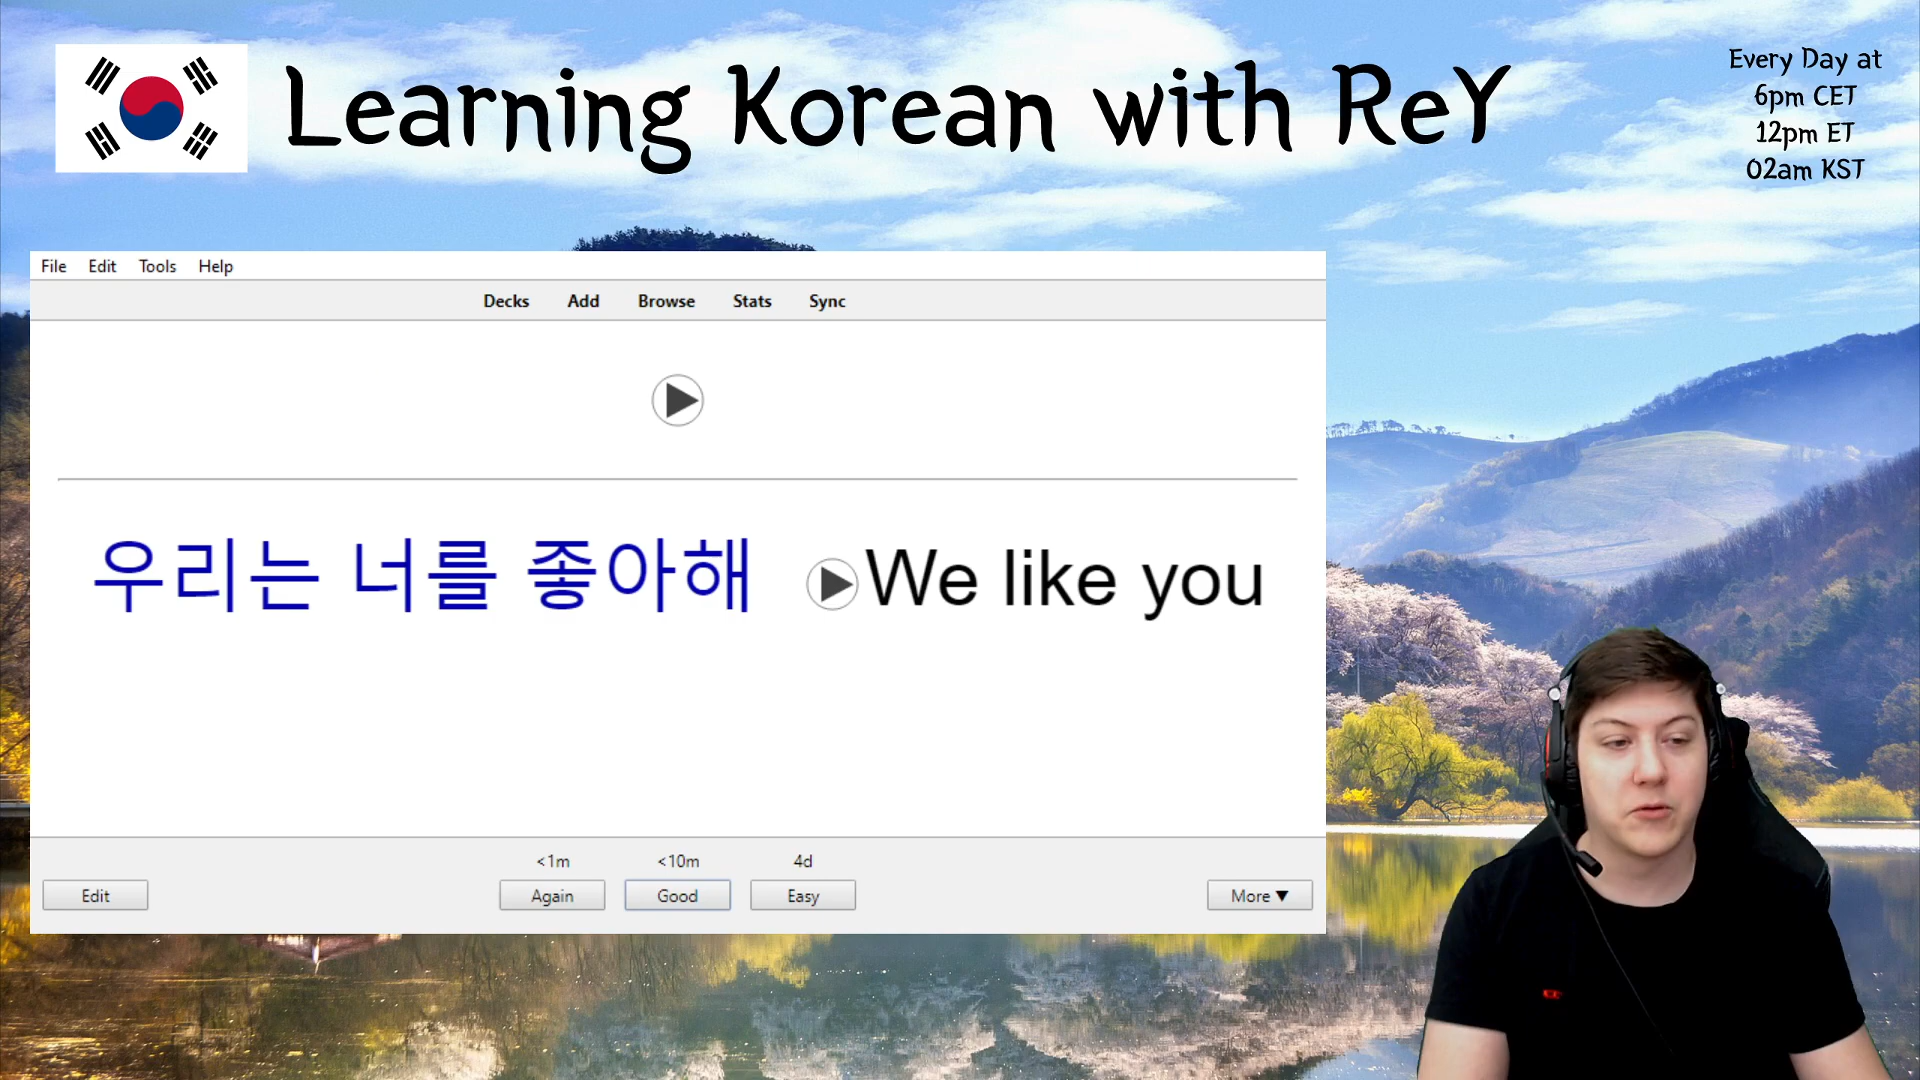 Learning Korean with ReY
Every Day at
6pm CET
12pm ET
02am KST
File Edit Tools Help
Decks Add Browse Stats Sync
우리는 너를 좋아해 We like you
<1m <10m 4d
Edit Again Good Easy More ▼